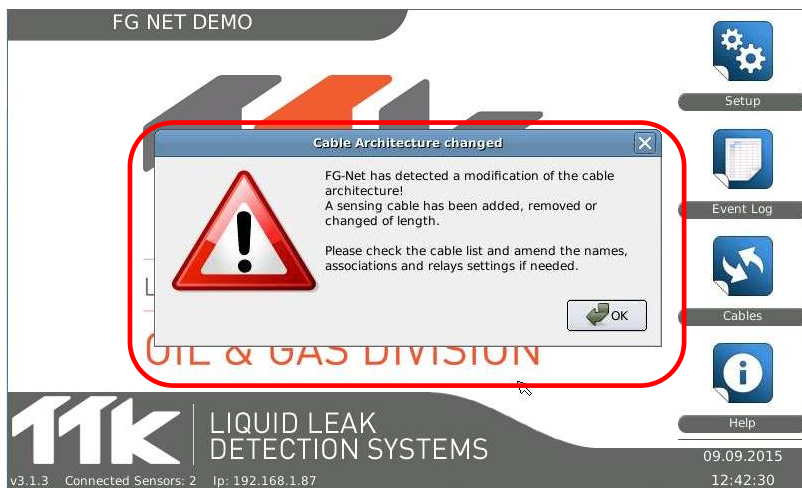 FG NET DEMO
Setup
Event Log
Cables
Help
Cable Architecture changed
FG-Net has detected a modification of the cable
architecture!
A sensing cable has been added, removed or
changed of length.
Please check the cable list and amend the names,
associations and relays settings if needed.
OK
L
OIL & GAS DIVISION
TTK
LIQUID LEAK
DETECTION SYSTEMS
v3.1.3 Connected Sensors: 2 Ip: 192.168.1.87
09.09.2015
12:42:30